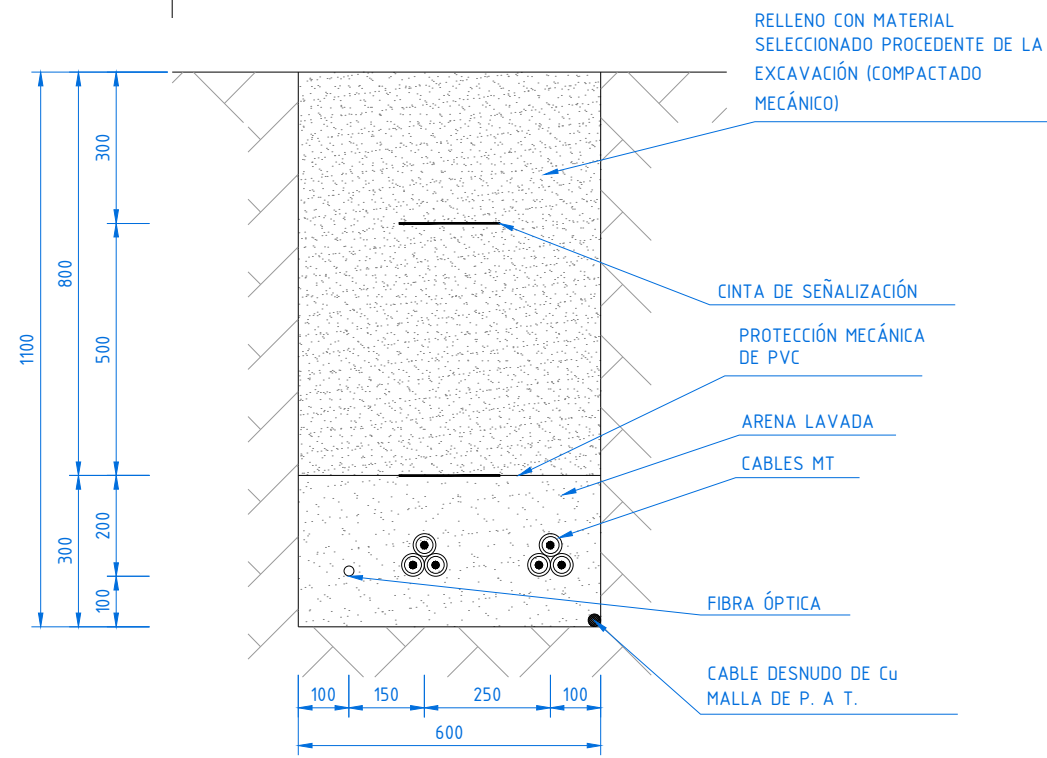 RELLENO CON MATERIAL
SELECCIONADO PROCEDENTE DE LA
EXCAVACIÓN (COMPACTADO
MECÁNICO)
300
800
CINTA DE SEÑALIZACIÓN
1100
500
PROTECCIÓN MECÁNICA
DE PVC
ARENA LAVADA
CABLES MT
200
300
100
FIBRA ÓPTICA
CABLE DESNUDO DE Cu
MALLA DE P. A T.
100
150
250
100
600